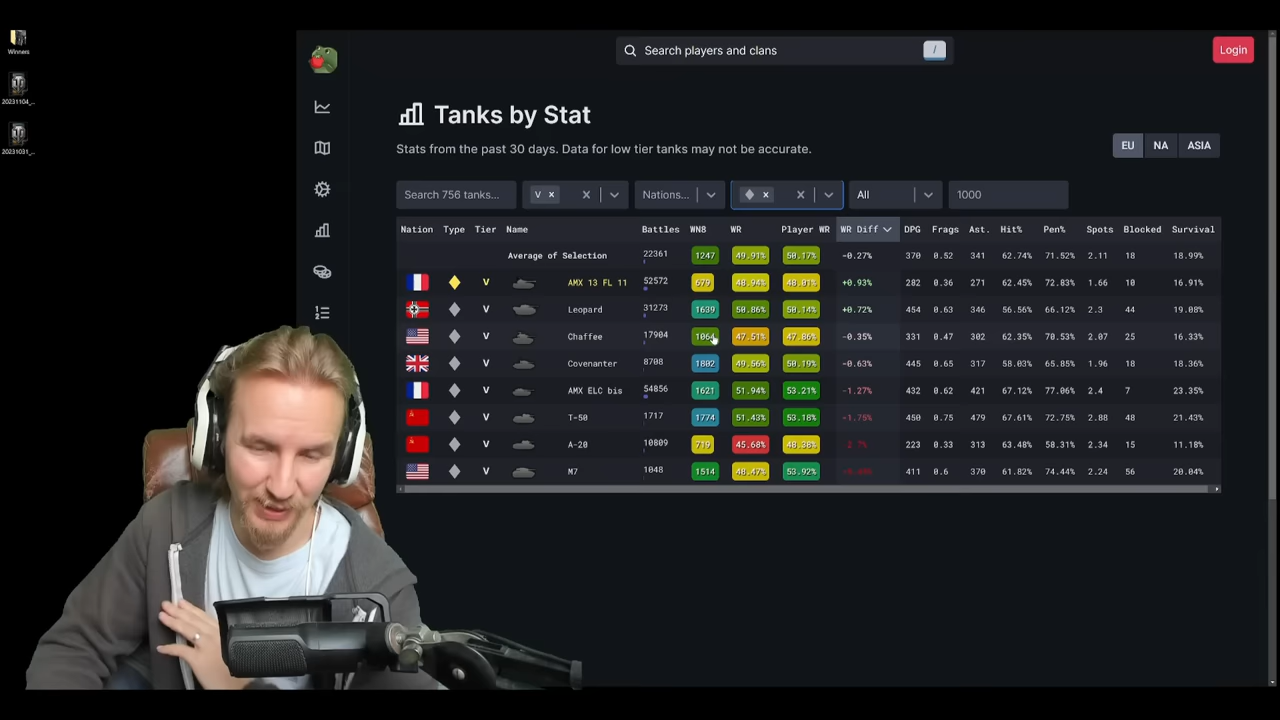 Winners
20231104_...
20231031_...
Search players and clans
/
Login
Tanks by Stat
Stats from the past 30 days. Data for low tier tanks may not be accurate.
EU NA ASIA
Search 756 tanks... V × Nations... × All 1000
Nation Type Tier Name Battles WN8 WR Player WR WR Diff DPG Frags Ast. Hit% Pen% Spots Blocked Survival
Average of Selection 22361 1247 49.91% 50.17% -0.27% 370 0.52 341 62.74% 71.52% 2.11 18 18.99%
V AMX 13 FL 11 52572 679 48.94% 48.01% +0.93% 282 0.36 271 62.45% 72.83% 1.66 10 16.91%
V Leopard 31273 1639 50.86% 50.14% +0.72% 454 0.63 346 56.56% 66.12% 2.3 44 19.08%
V Chaffee 17904 1064 47.51% 47.86% -0.35% 331 0.47 302 62.35% 70.53% 2.07 25 16.33%
V Covenanter 8708 1802 49.56% 50.19% -0.63% 445 0.65 317 58.03% 65.85% 1.96 18 18.36%
V AMX ELC bis 54856 1621 51.94% 53.21% -1.27% 432 0.62 421 67.12% 77.06% 2.4 7 23.35%
V T-50 1717 1774 51.43% 53.18% -1.75% 450 0.75 479 67.61% 72.75% 2.88 48 21.43%
V A-20 10809 719 45.68% 48.38% -2.7% 223 0.33 313 63.48% 58.31% 2.34 15 11.18%
V M7 1048 1514 48.47% 53.92% 411 0.6 370 61.82% 74.44% 2.24 56 20.04%